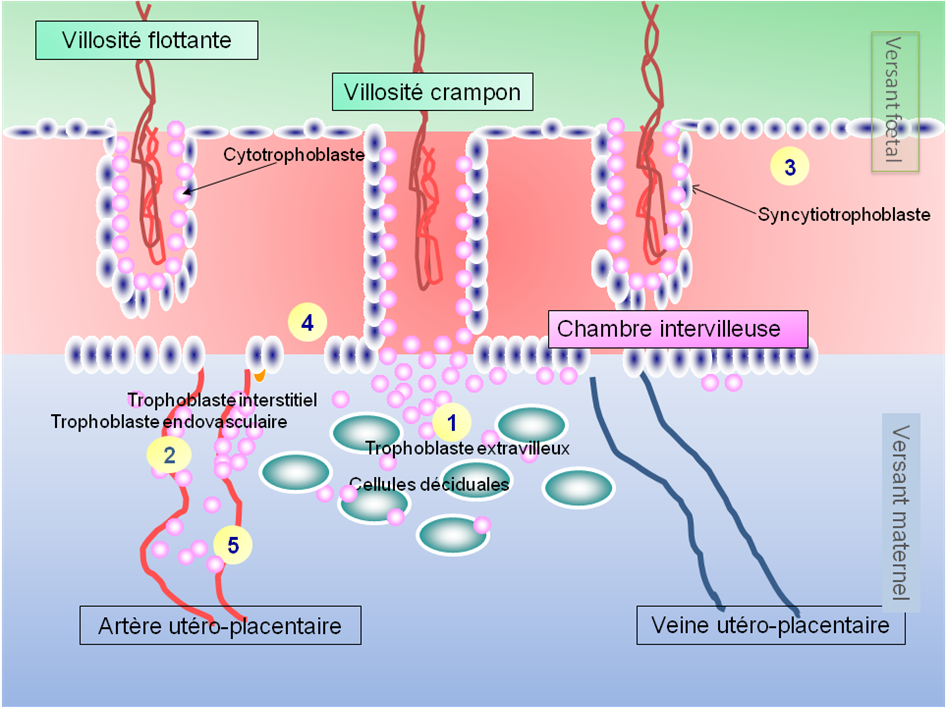 Villosité flottante
Villosité crampon
Versant fœtal
Cytotrophoblaste
3
Syncytiotrophoblaste
4
Chambre intervilleuse
Trophoblaste interstitiel
Trophoblaste endovasculaire
1
2
Trophoblaste extravilleux
Cellules déciduales
Versant maternel
5
Artère utéro-placentaire
Veine utéro-placentaire